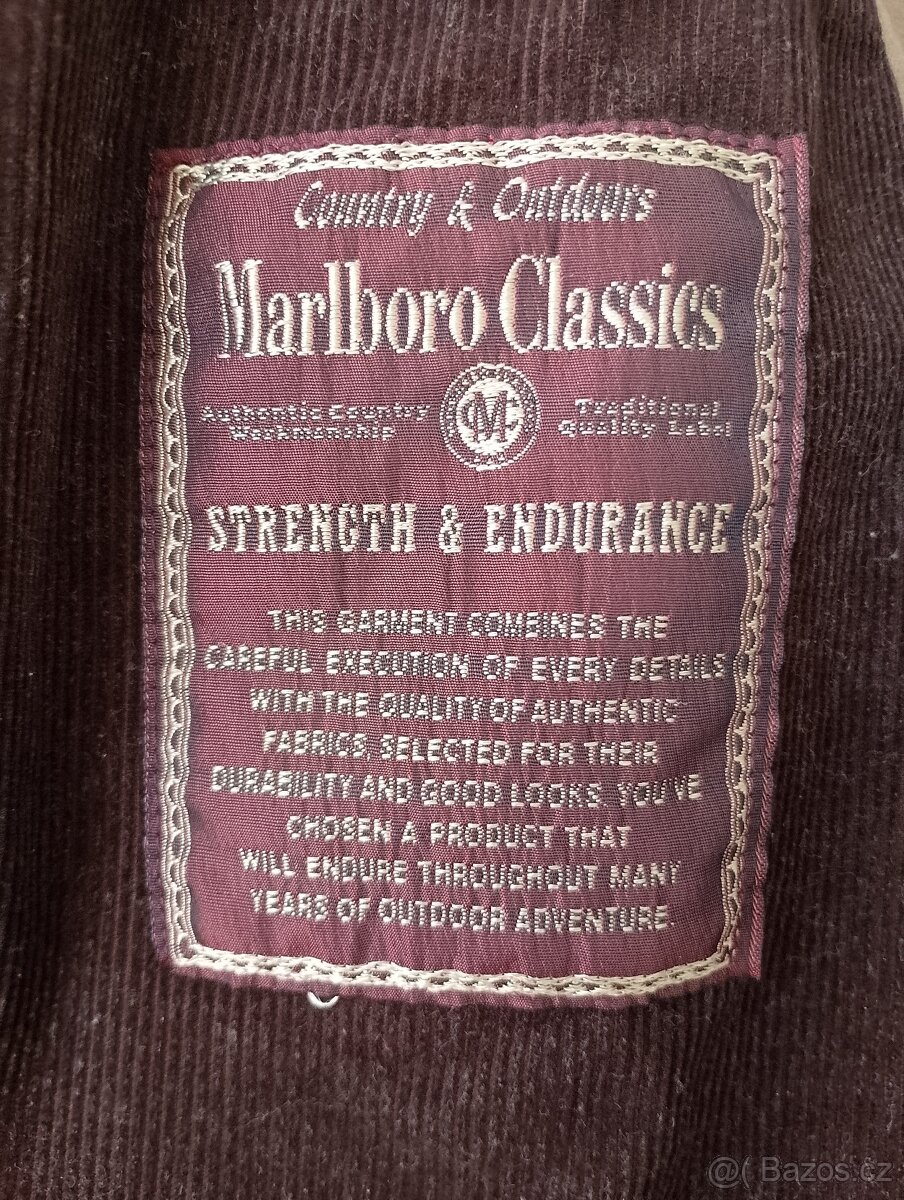 Country & Outdoors
Marlboro Classics
Authentic Country
Workmanship
M
Traditional
Quality Label
STRENGTH & ENDURANCE
THIS GARMENT COMBINES THE
CAREFUL EXECUTION OF EVERY DETAILS
WITH THE QUALITY OF AUTHENTIC
FABRICS SELECTED FOR THEIR
DURABILITY AND GOOD LOOKS. YOU'VE
CHOSEN A PRODUCT THAT
WILL ENDURE THROUGHOUT MANY
YEARS OF OUTDOOR ADVENTURE.
@( Bazoš.cz